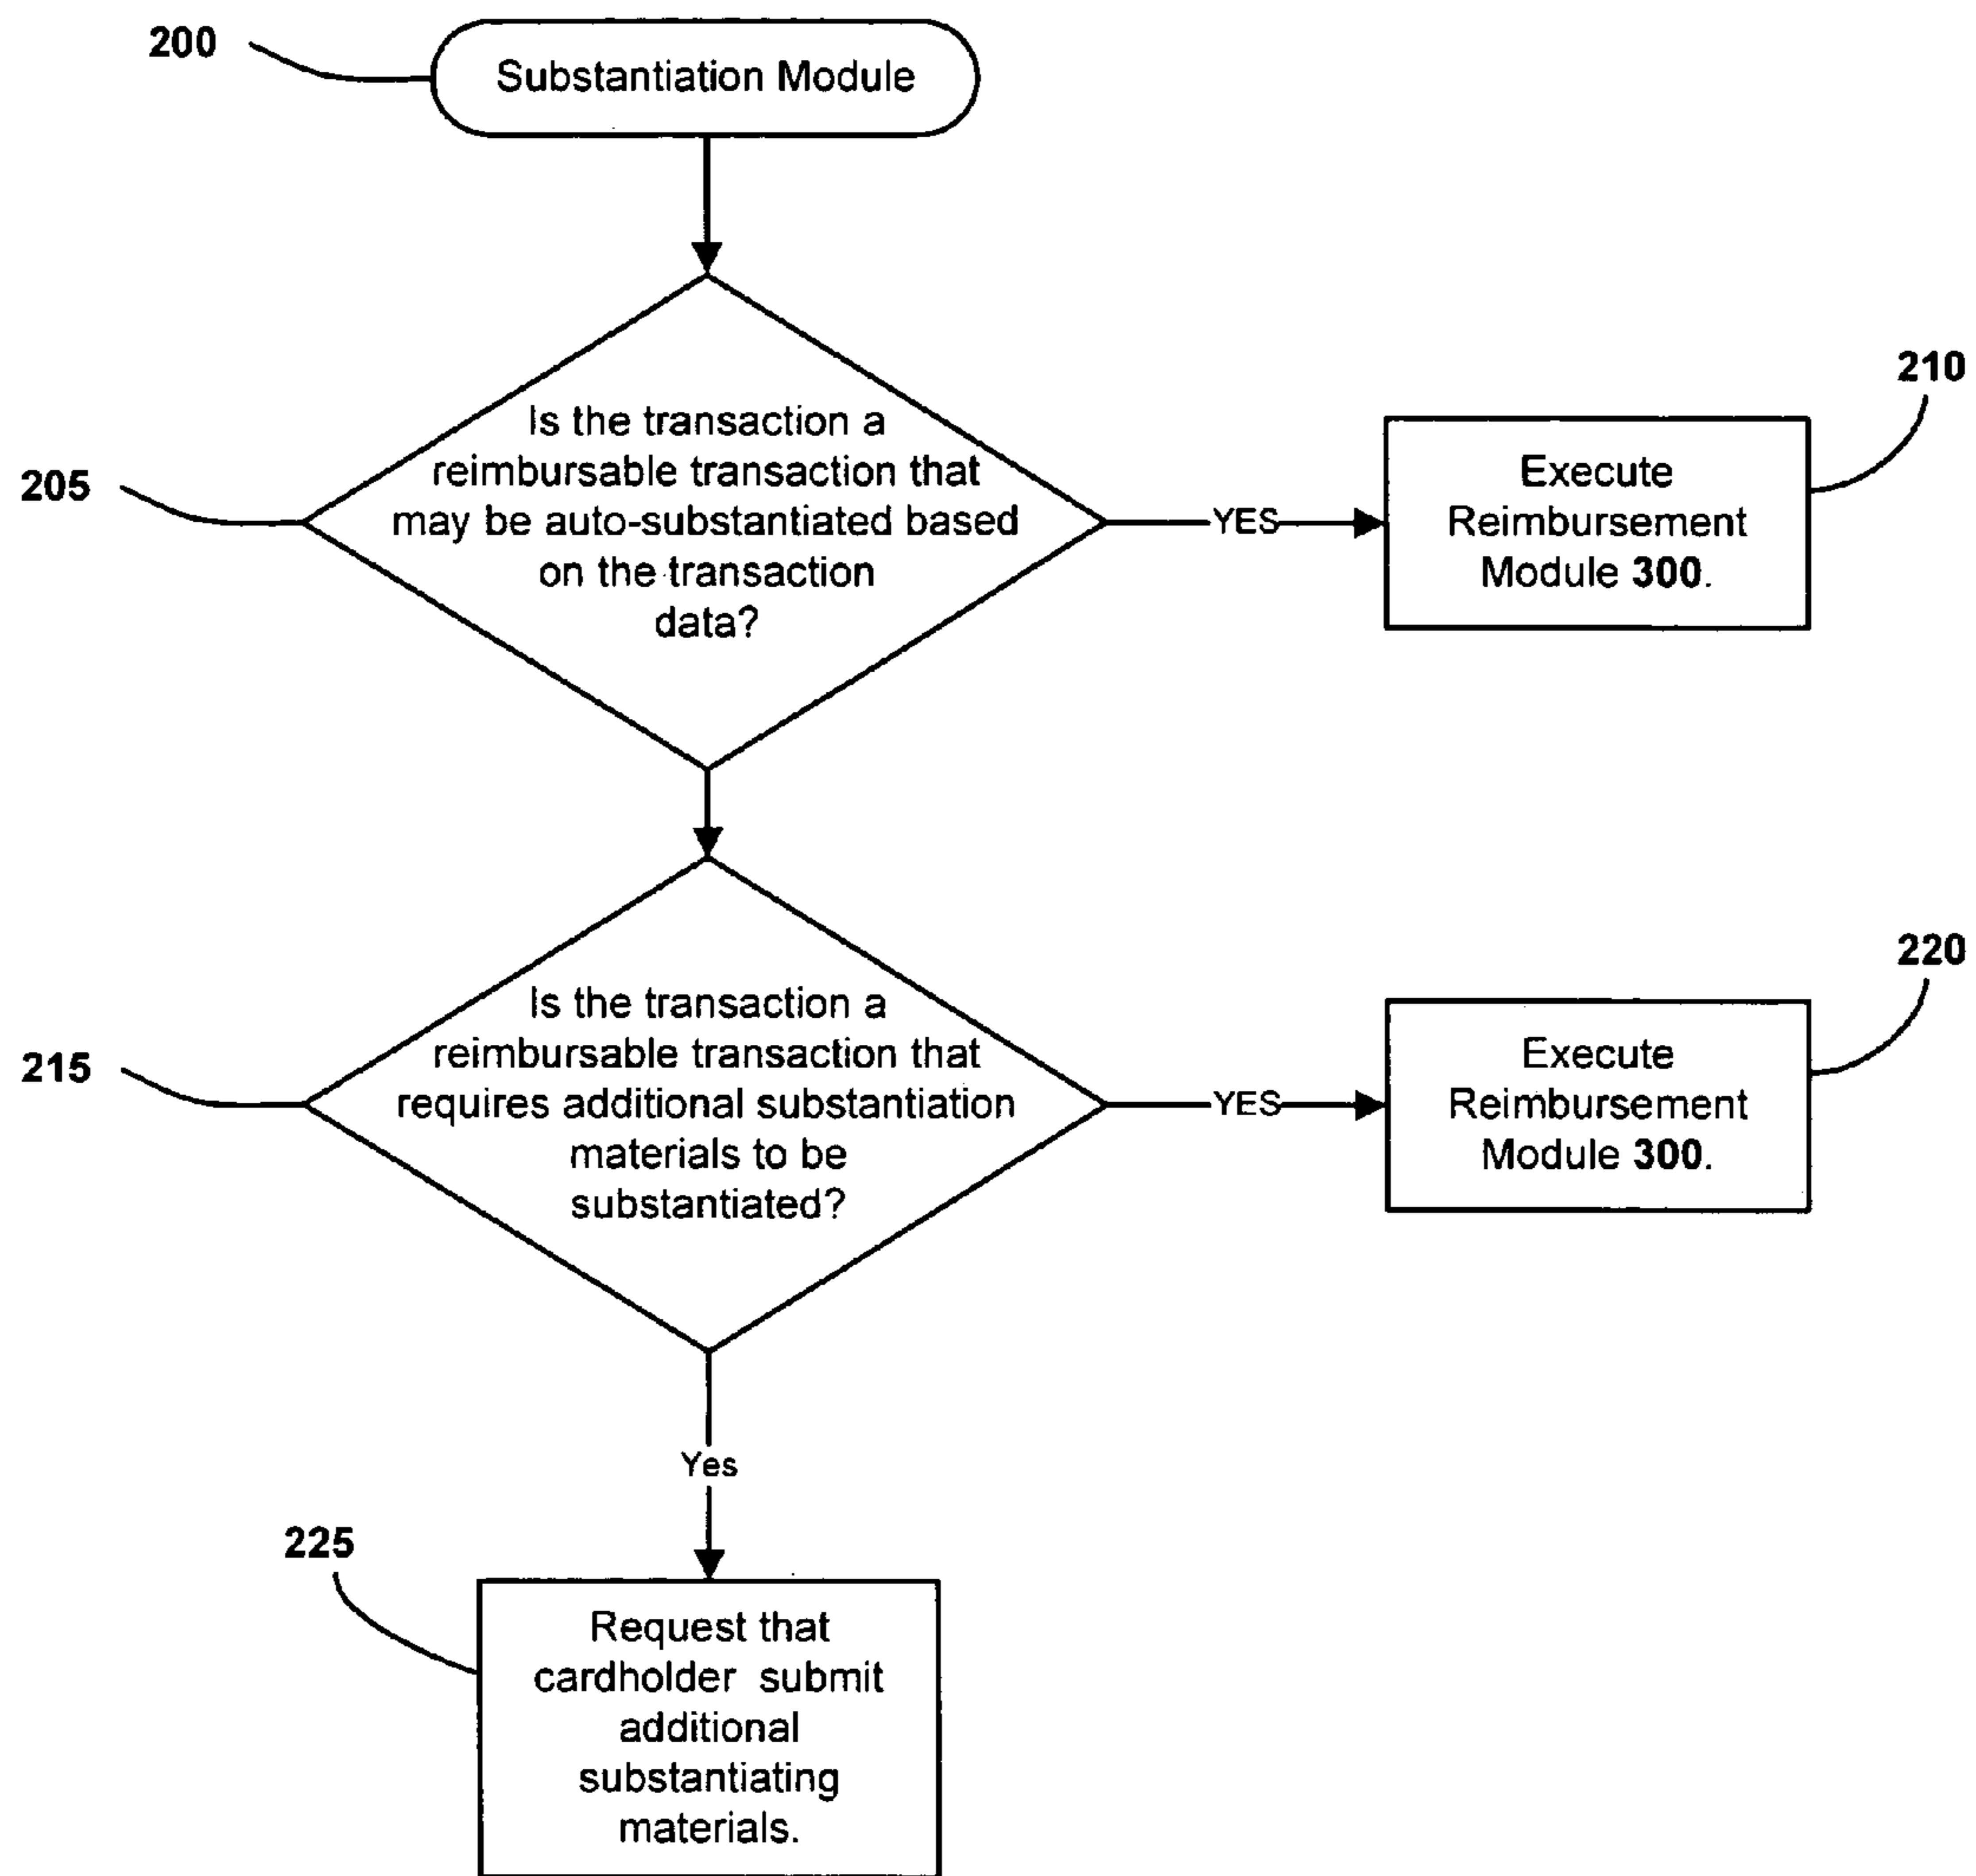 200
Substantiation Module
Is the transaction a
reimbursable transaction that
may be auto-substantiated based
on the transaction
data?
205
YES
210
Execute
Reimbursement
Module 300.
Is the transaction a
reimbursable transaction that
requires additional substantiation
materials to be
substantiated?
215
YES
220
Execute
Reimbursement
Module 300.
Yes
225
Request that
cardholder submit
additional
substantiating
materials.